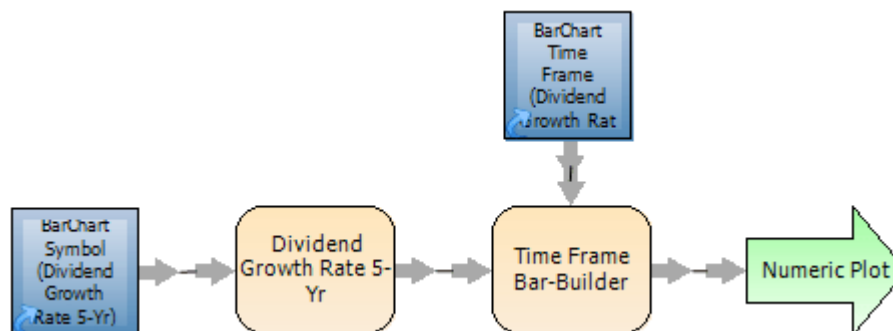 BarChart
Time
Frame
(Dividend
Growth Rat
BarChart
Symbol
(Dividend
Growth
Rate 5-Yr)
Dividend
Growth Rate 5-
Yr
Time Frame
Bar-Builder
Numeric Plot